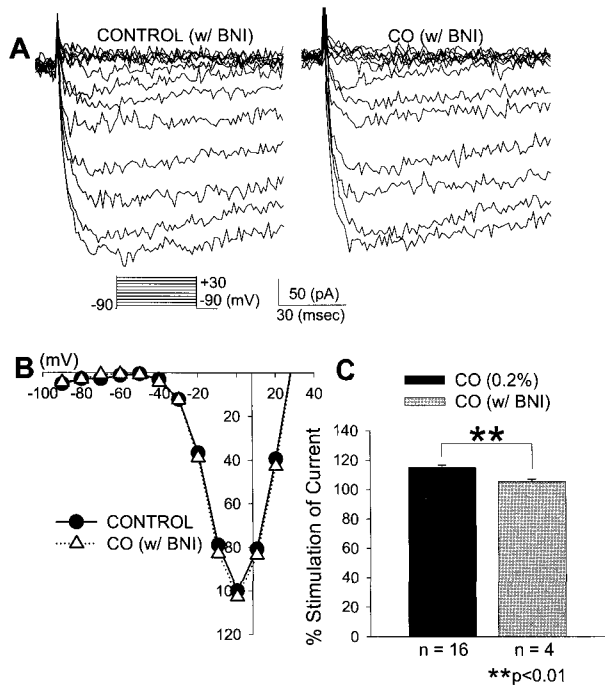 A
CONTROL (w/ BNI)
CO (w/ BNI)
+30
-90
-90 (mV)
50 (pA)
30 (msec)
B
(mV)
-100 -80 -60 -40 -20 20 40
20
40
60
80
100
120
CONTROL
CO (w/ BNI)
C
CO (0.2%)
CO (w/ BNI)
% Stimulation of Current
140
120
100
80
60
40
20
0
**
n = 16
n = 4
**p<0.01